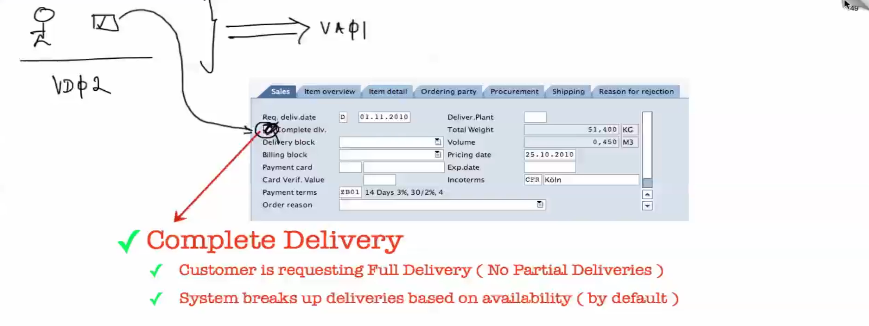 49
VAΦ1
VDΦ2
Sales Item overview Item detail Ordering party Procurement Shipping Reason for rejection
Req. deliv.date D 01.11.2010 Deliver.Plant
Complete dlv. Total Weight 51,400 KG
Delivery block Volume 0,450 M3
Billing block Pricing date 25.10.2010
Payment card Exp.date
Card Verif. Value Incoterms CFR Köln
Payment terms ZB01 14 Days 3%, 30/2%, 4
Order reason
Complete Delivery
Customer is requesting Full Delivery ( No Partial Deliveries )
System breaks up deliveries based on availability ( by default )